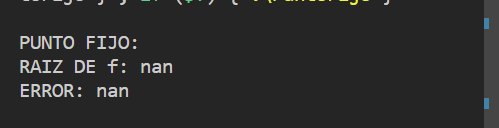 PUNTO FIJO:
RAIZ DE f: nan
ERROR: nan